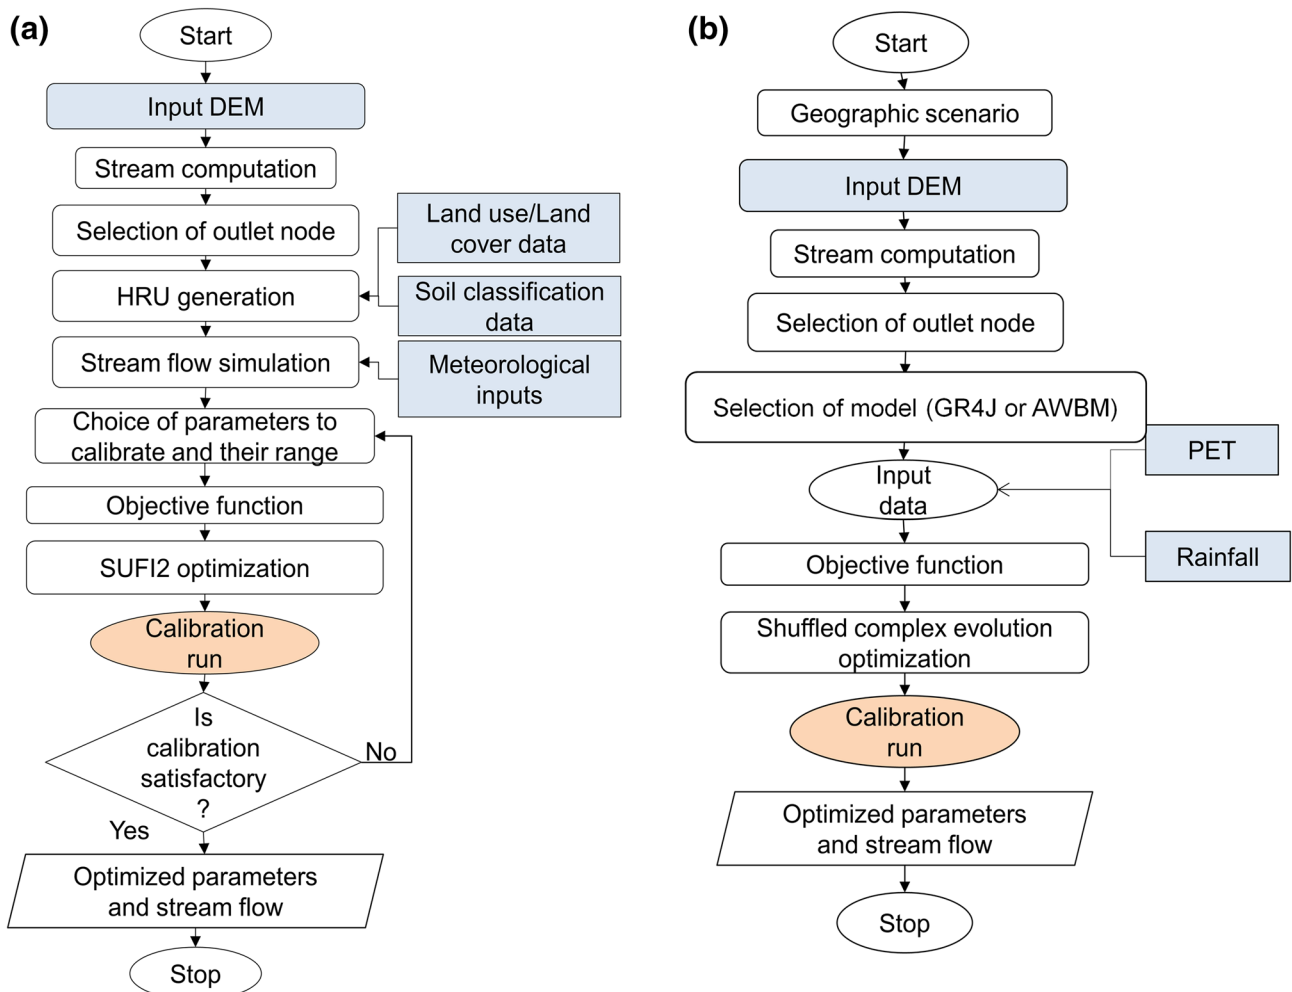 (a)
Start
Input DEM
Stream computation
Selection of outlet node
Land use/Land
cover data
HRU generation
Soil classification
data
Stream flow simulation
Meteorological
inputs
Choice of parameters to
calibrate and their range
Objective function
SUFI2 optimization
Calibration
run
Is
calibration
satisfactory
?
No
Yes
Optimized parameters
and stream flow
Stop
(b)
Start
Geographic scenario
Input DEM
Stream computation
Selection of outlet node
Selection of model (GR4J or AWBM)
PET
Input
data
Rainfall
Objective function
Shuffled complex evolution
optimization
Calibration
run
Optimized parameters
and stream flow
Stop